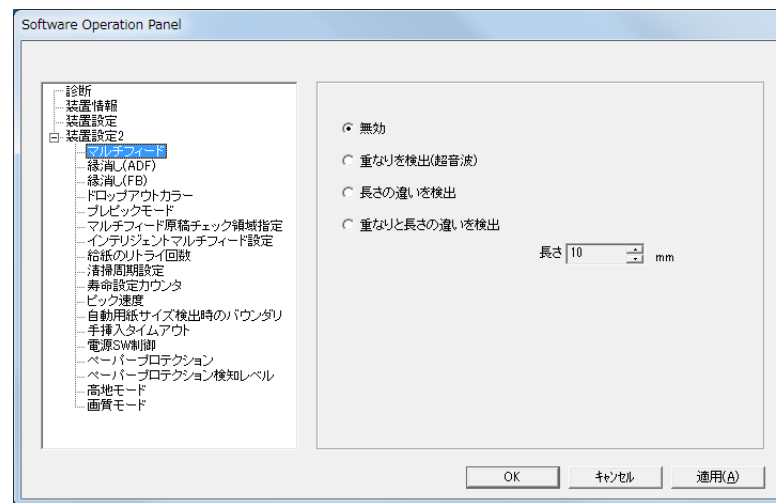 Software Operation Panel
診断
装置情報
装置設定
装置設定2
マルチフィード
縁消し(ADF)
縁消し(FB)
ドロップアウトカラー
プレピックモード
マルチフィード原稿チェック領域指定
インテリジェントマルチフィード設定
給紙のリトライ回数
清掃周期設定
寿命設定カウンタ
ピック速度
自動用紙サイズ検出時のバウンダリ
手挿入タイムアウト
電源SW制御
ペーパープロテクション
ペーパープロテクション検知レベル
高地モード
画質モード
無効
重なりを検出(超音波)
長さの違いを検出
重なりと長さの違いを検出
長さ 10 mm
OK キャンセル 適用(A)